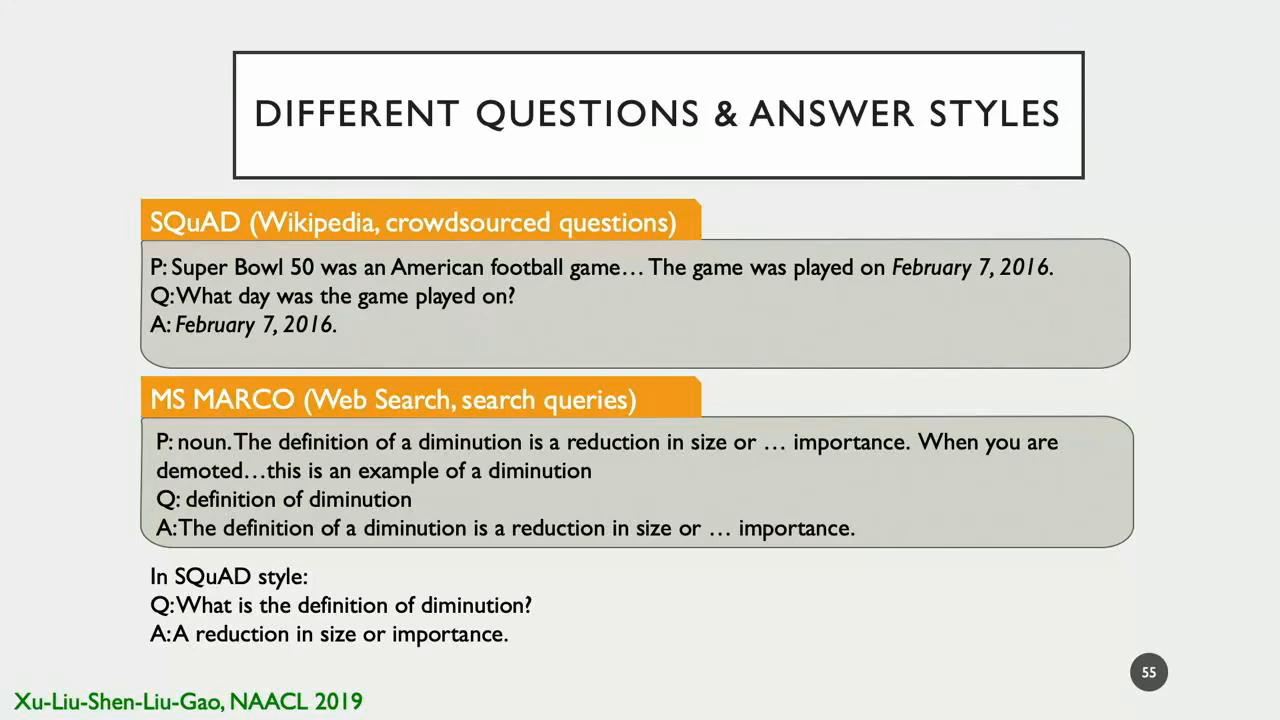 DIFFERENT QUESTIONS & ANSWER STYLES
SQuAD (Wikipedia, crowdsourced questions)
P: Super Bowl 50 was an American football game… The game was played on February 7, 2016.
Q: What day was the game played on?
A: February 7, 2016.
MS MARCO (Web Search, search queries)
P: noun. The definition of a diminution is a reduction in size or … importance. When you are
demoted…this is an example of a diminution
Q: definition of diminution
A: The definition of a diminution is a reduction in size or … importance.
In SQuAD style:
Q: What is the definition of diminution?
A: A reduction in size or importance.
55
Xu-Liu-Shen-Liu-Gao, NAACL 2019